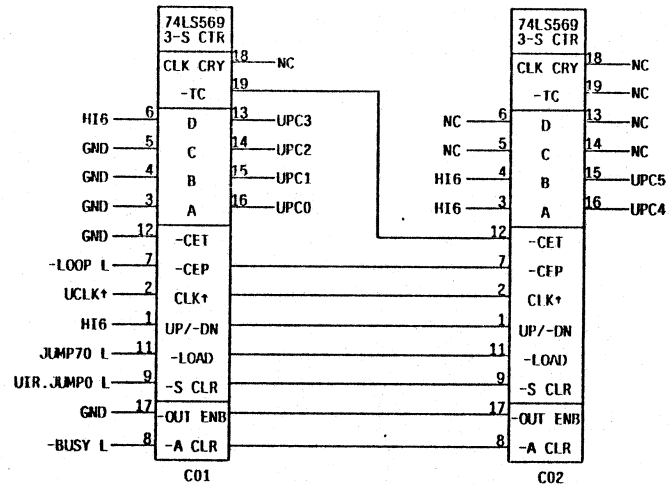 74LS569 74LS569
3-S CTR 3-S CTR
CLK CRY 18 NC CLK CRY 18 NC
-TC 19 -TC 19 NC
HI6 6 D 13 UPC3 NC 6 D 13 NC
GND 5 C 14 UPC2 NC 5 C 14 NC
GND 4 B 15 UPC1 HI6 4 B 15 UPC5
GND 3 A 16 UPC0 HI6 3 A 16 UPC4
GND 12 -CET 12 -CET
-LOOP L 7 -CEP 7 -CEP
UCLK↑ 2 CLK↑ 2 CLK↑
HI6 1 UP/-DN 1 UP/-DN
JUMP70 L 11 -LOAD 11 -LOAD
UIR.JUMP0 L 9 -S CLR 9 -S CLR
GND 17 -OUT ENB 17 -OUT ENB
-BUSY L 8 -A CLR 8 -A CLR
C01 C02